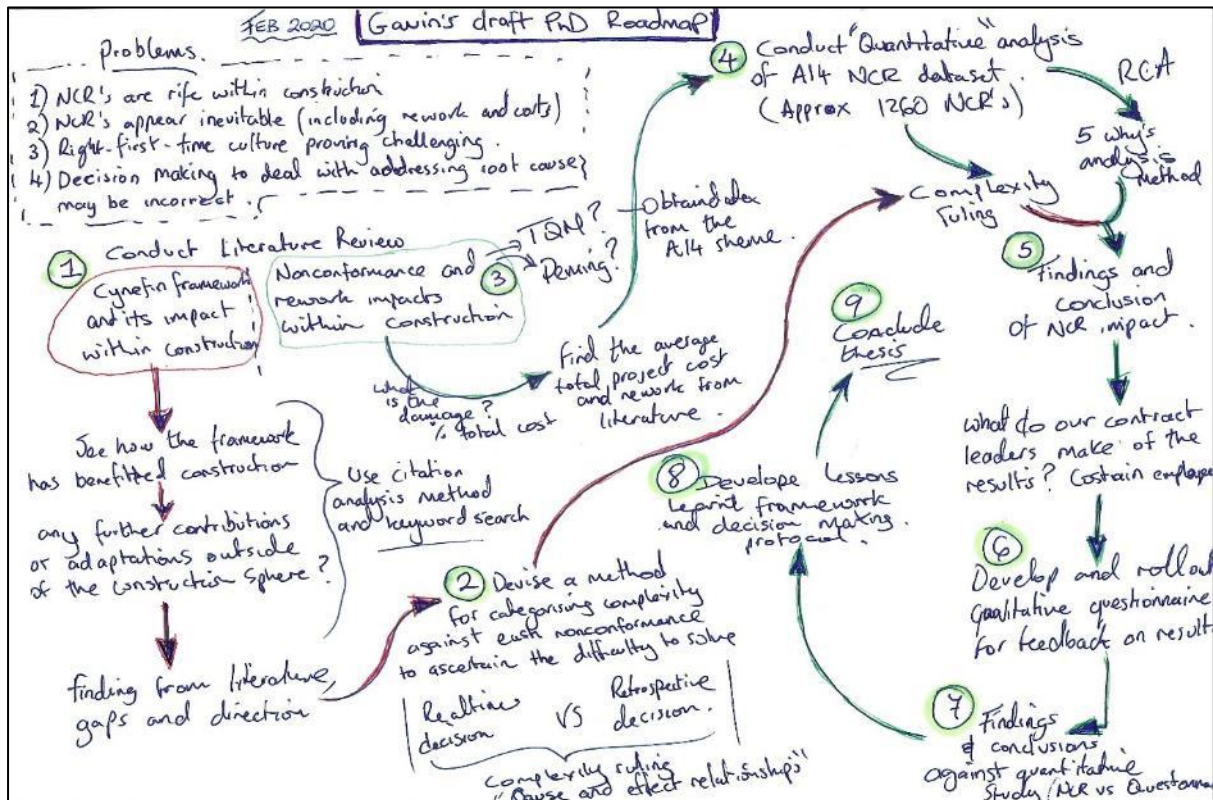 FEB 2020
Gavin's draft PhD Roadmap
Problems.
1) NCR's are rife within construction
2) NCR's appear inevitable (including rework and costs)
3) Right-first-time culture proving challenging.
4) Decision making to deal with addressing root cause
may be incorrect.
1
Conduct Literature Review
Cynefin framework
and its impact
within construction
See how the framework
has benefitted construction
any further contributions
or adaptations outside
of the construction sphere?
finding from literature,
gaps and direction
Use citation
analysis method
and keyword search
Nonconformance and
rework impacts
within construction
3
TQM?
Deming?
what
is the
damage?
% total cost
Find the average
total project cost
and rework from
literature.
Obtain data
from the
A14 sheme.
2
Devise a method
for categorising complexity
against each nonconformance
to ascertain the difficulty to solve
Realtime
decision
VS
Retrospective
decision.
Complexity ruling
"Cause and effect relationships"
4
Conduct "Quantitative" analysis
of A14 NCR dataset.
(Approx 1260 NCR's)
RCA
5 why's
analysis
method
Complexity
ruling
5
Findings and
conclusion
of NCR impact.
what do our contract
leaders make of the
results? Costain employe
6
Develop and rollout
qualitative questionnaire
for feedback on result
7
Findings
& conclusions
against quantitative
study/NCR vs Questionna
8
Develope lessons
learnt framework
and decision making
protocol.
9
Conclude
thesis